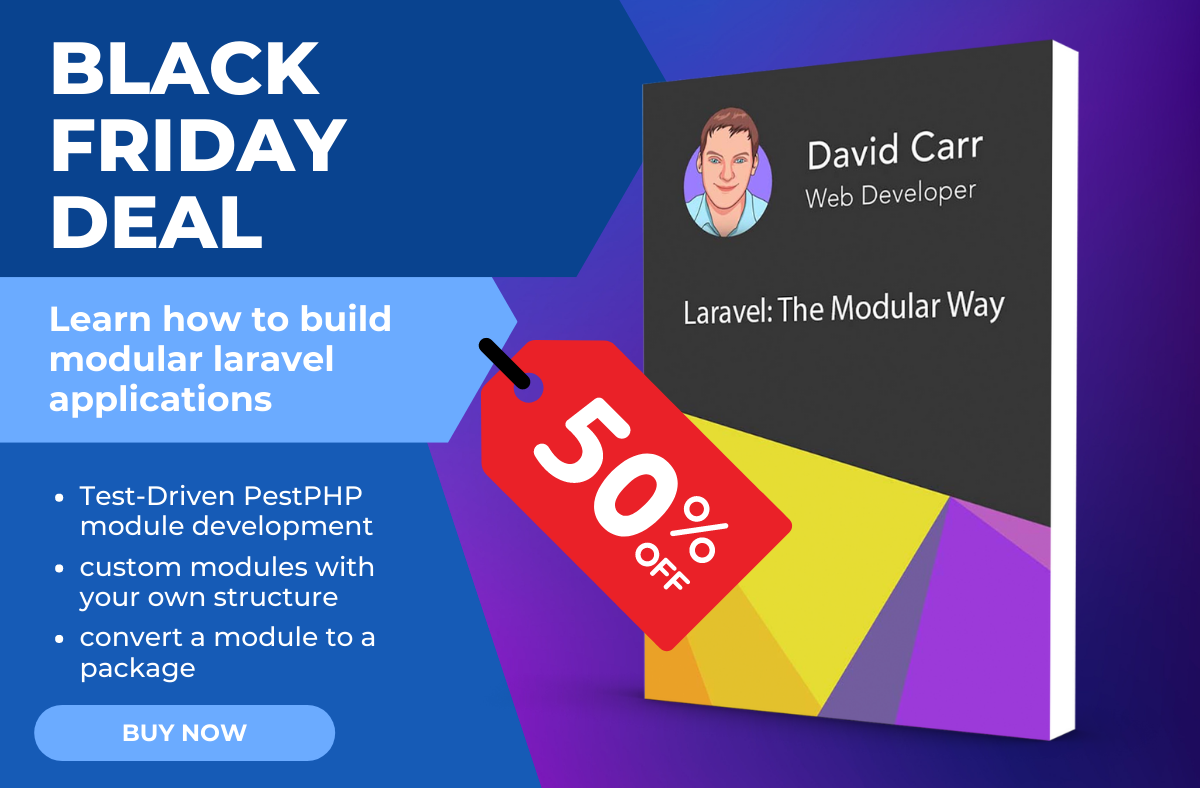 BLACK
FRIDAY
DEAL
Learn how to build
modular laravel
applications
• Test-Driven PestPHP
module development
• custom modules with
your own structure
• convert a module to a
package
BUY NOW
50%
OFF
David Carr
Web Developer
Laravel: The Modular Way